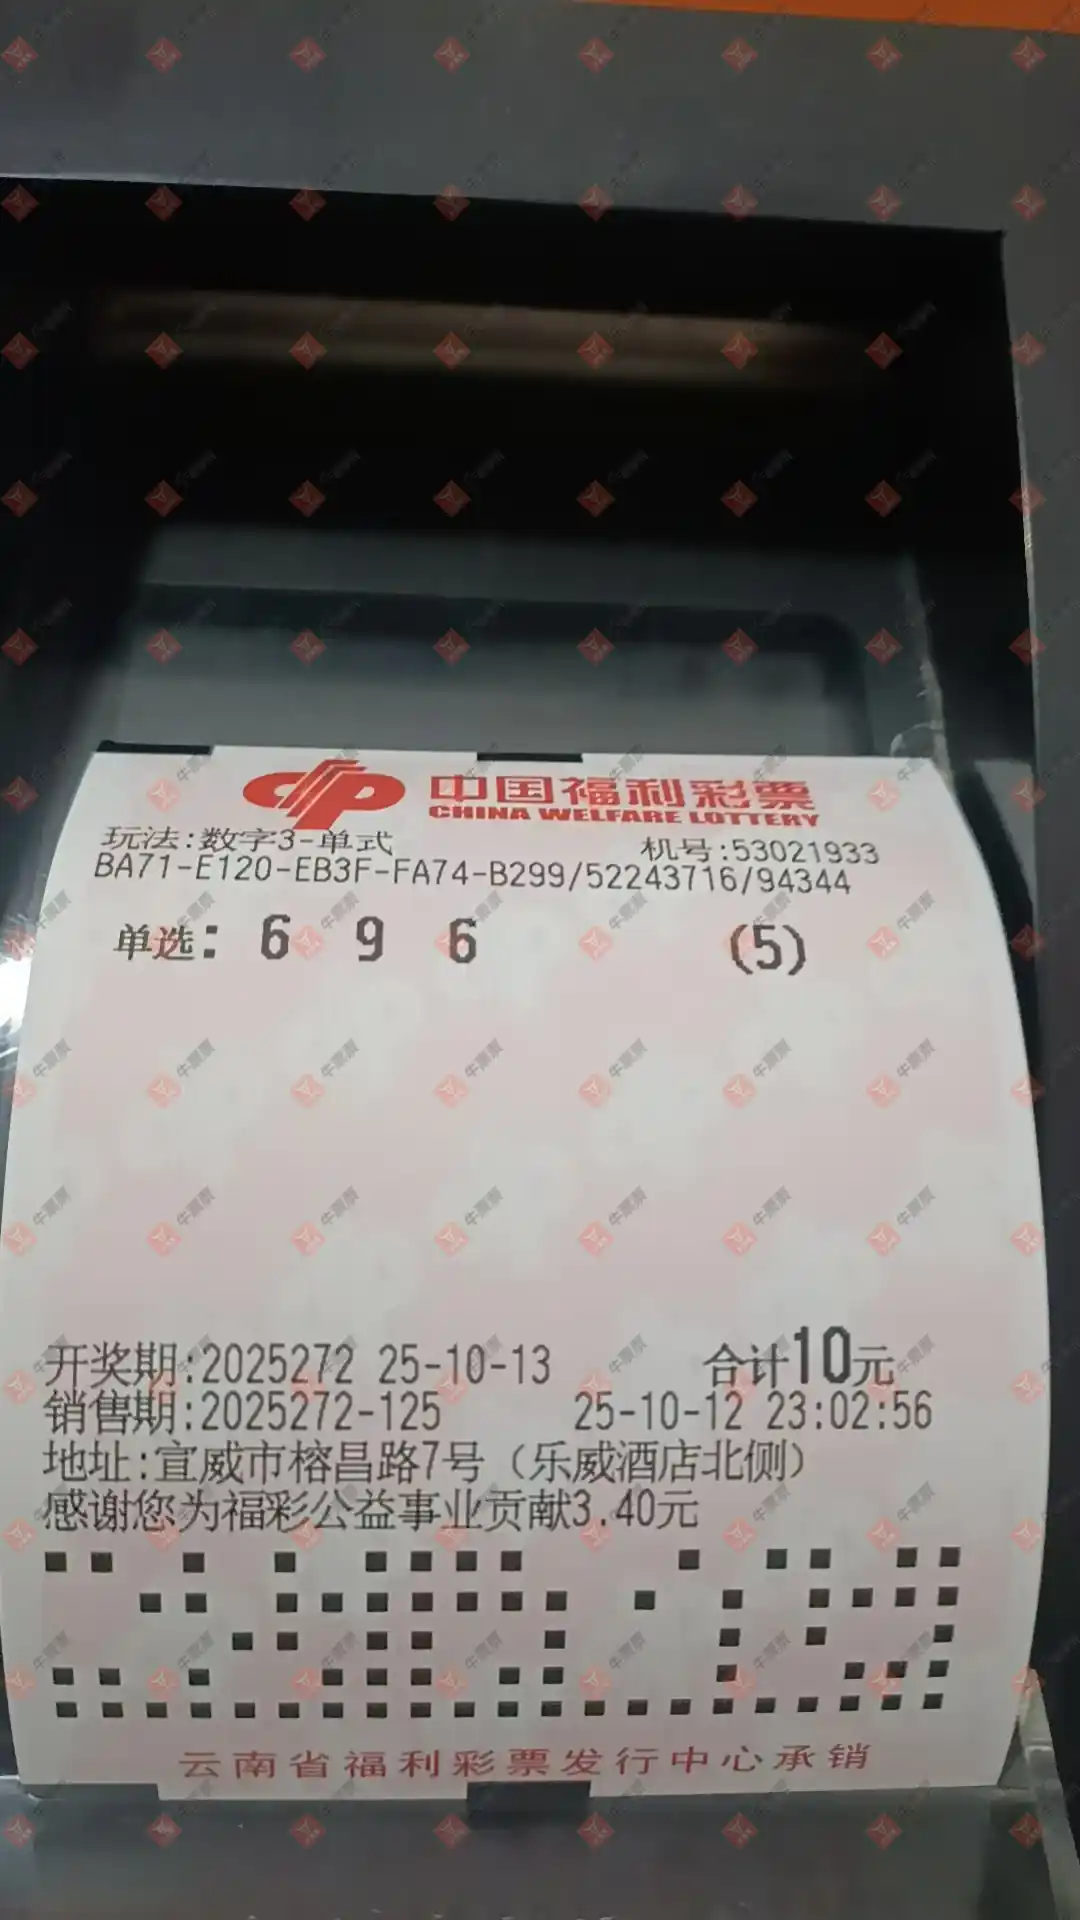 中国福利彩票
CHINA WELFARE LOTTERY
玩法:数字3-单式 机号:53021933
BA71-E120-EB3F-FA74-B299/52243716/94344
单选: 6 9 6 (5)
开奖期:2025272 25-10-13 合计10元
销售期:2025272-125 25-10-12 23:02:56
地址:宣威市榕昌路7号（乐威酒店北侧）
感谢您为福彩公益事业贡献3.40元
云南省福利彩票发行中心承销
牛票票